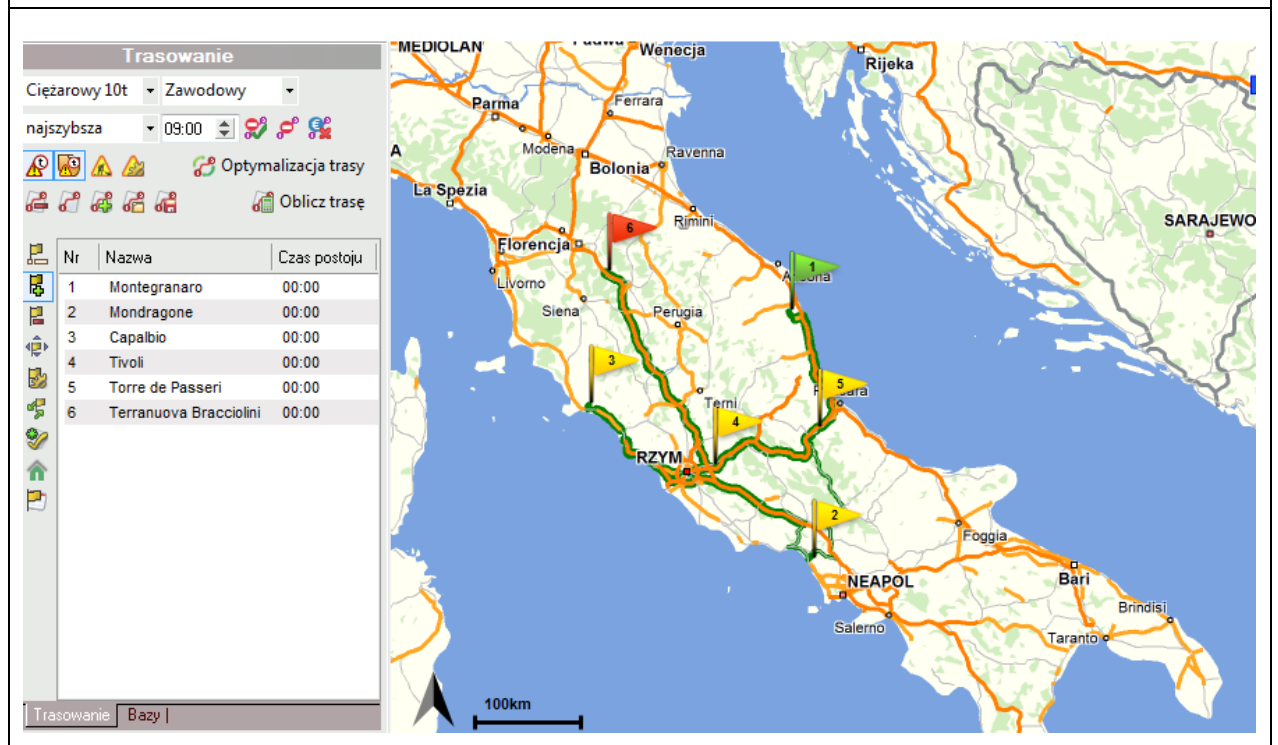 Trasowanie
Ciężarowy 10t Zawodowy
najszybsza 09:00
Optymalizacja trasy
Oblicz trasę
Nr Nazwa Czas postoju
1 Montegranaro 00:00
2 Mondragone 00:00
3 Capalbio 00:00
4 Tivoli 00:00
5 Torre de Passeri 00:00
6 Terranuova Bracciolini 00:00
Trasowanie Bazy
MEDIOLAN
Wenecja
Rijeka
Parma
Ferrara
Modena
Bolonia
Ravenna
La Spezia
Rimini
SARAJEWO
6
Florencja
1
Livorno
Siena
Perugia
3
5
Terni
4
RZYM
2
Foggia
NEAPOL
Bari
Salerno
Brindisi
Taranto
100km